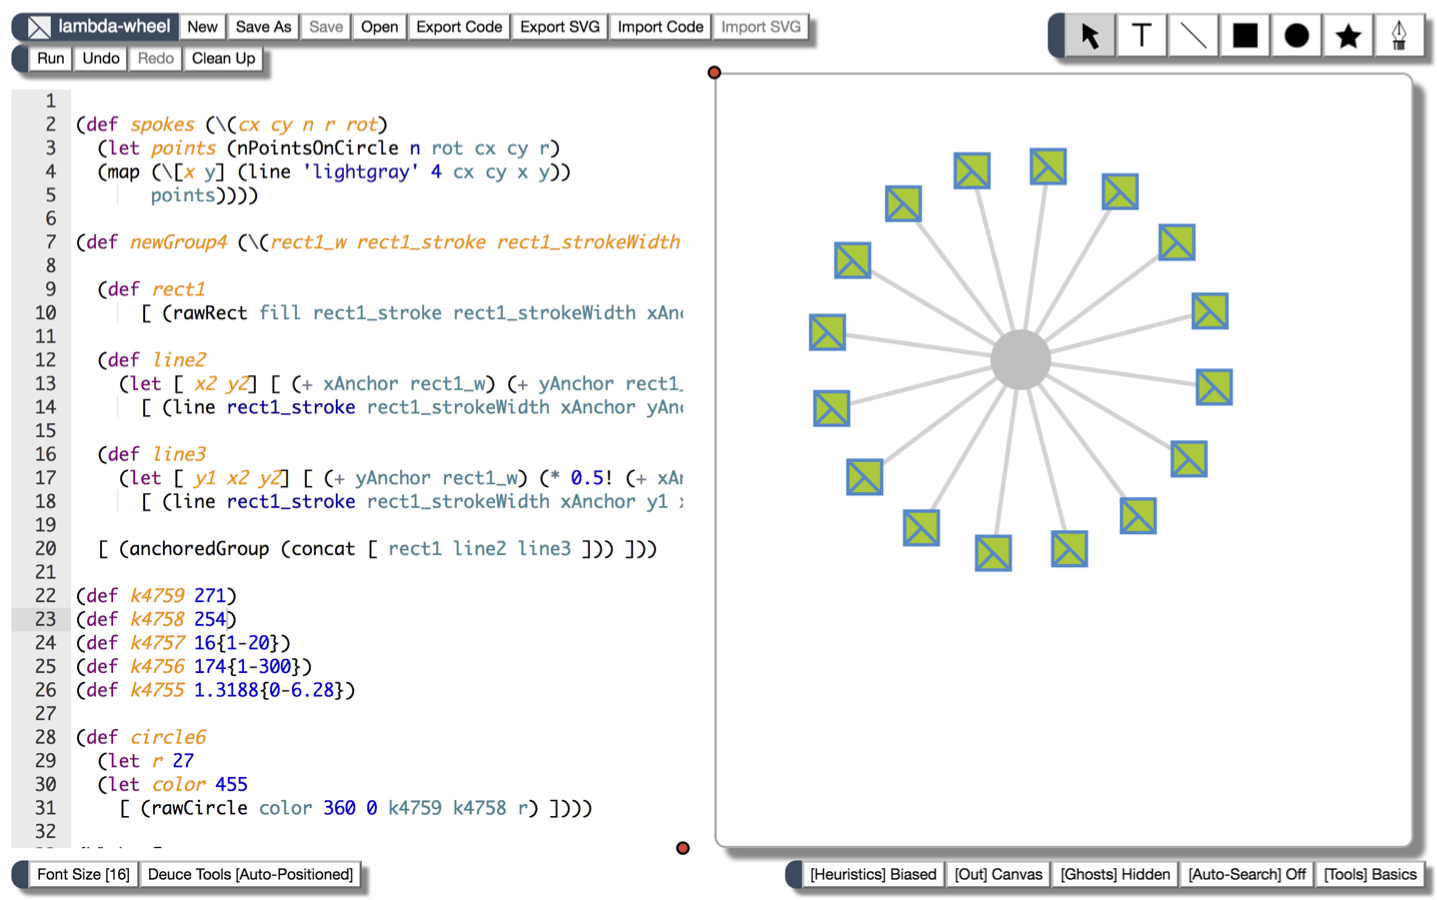 lambda-wheel New Save As Save Open Export Code Export SVG Import Code Import SVG
T
Run Undo Redo Clean Up
1
2 (def spokes (\(cx cy n r rot)
3 (let points (nPointsOnCircle n rot cx cy r)
4 (map (\[x y] (line 'lightgray' 4 cx cy x y))
5 points))))
6
7 (def newGroup4 (\(rect1_w rect1_stroke rect1_strokeWidth
8
9 (def rect1
10 [ (rawRect fill rect1_stroke rect1_strokeWidth xAnc
11
12 (def line2
13 (let [ x2 y2] [ (+ xAnchor rect1_w) (+ yAnchor rect1_
14 [ (line rect1_stroke rect1_strokeWidth xAnchor yAnc
15
16 (def line3
17 (let [ y1 x2 y2] [ (+ yAnchor rect1_w) (* 0.5! (+ xAn
18 [ (line rect1_stroke rect1_strokeWidth xAnchor y1 x
19
20 [ (anchoredGroup (concat [ rect1 line2 line3 ])) ]))
21
22 (def k4759 271)
23 (def k4758 254)
24 (def k4757 16{1-20})
25 (def k4756 174{1-300})
26 (def k4755 1.3188{0-6.28})
27
28 (def circle6
29 (let r 27
30 (let color 455
31 [ (rawCircle color 360 0 k4759 k4758 r) ])))
32
Font Size [16] Deuce Tools [Auto-Positioned] [Heuristics] Biased [Out] Canvas [Ghosts] Hidden [Auto-Search] Off [Tools] Basics